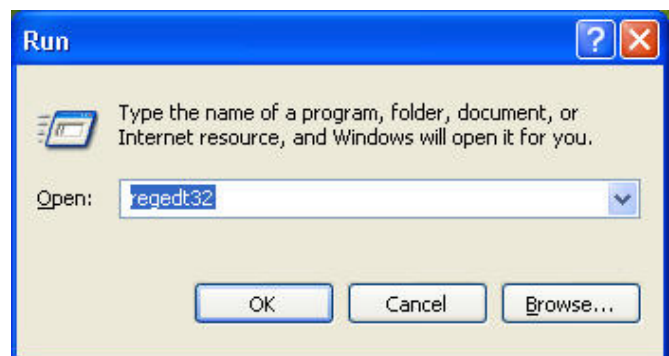 Run
Type the name of a program, folder, document, or
Internet resource, and Windows will open it for you.
Open: regedt32
OK Cancel Browse...